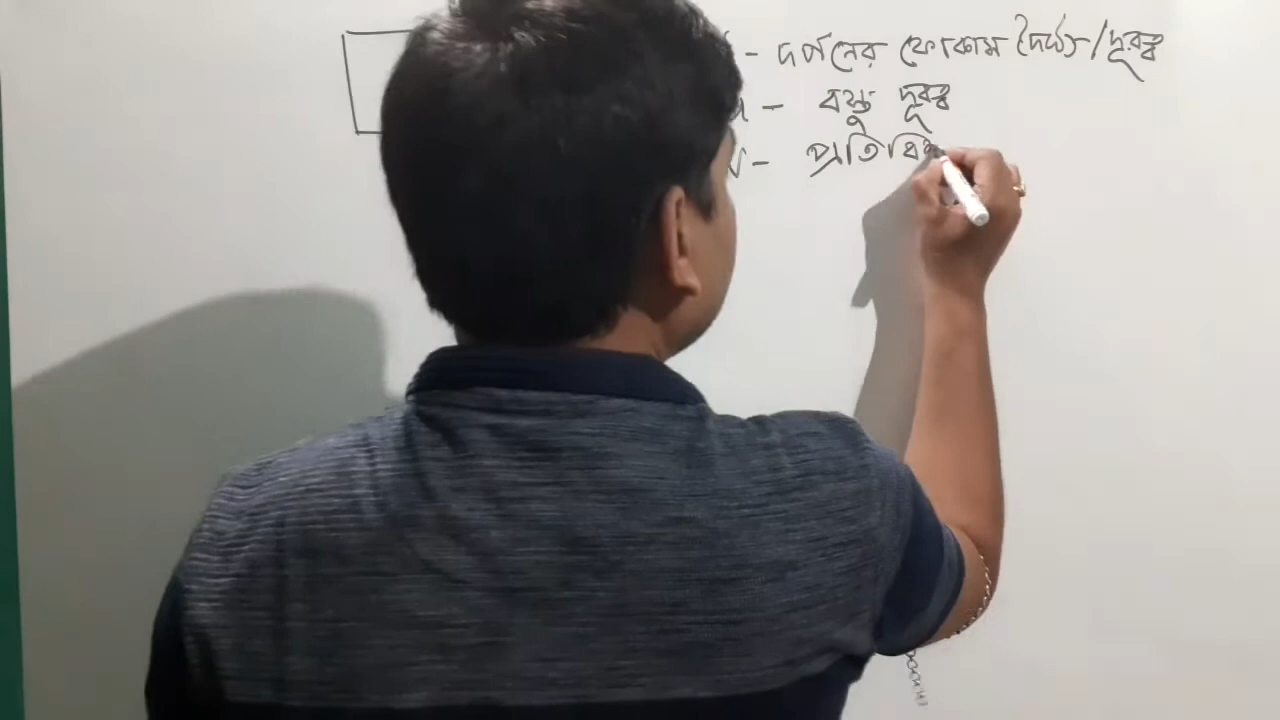 - দর্পনের ফোকাস দৈর্ঘ্য/দূরত্ব
- বস্তু দূরত্ব
v - প্রতিবি